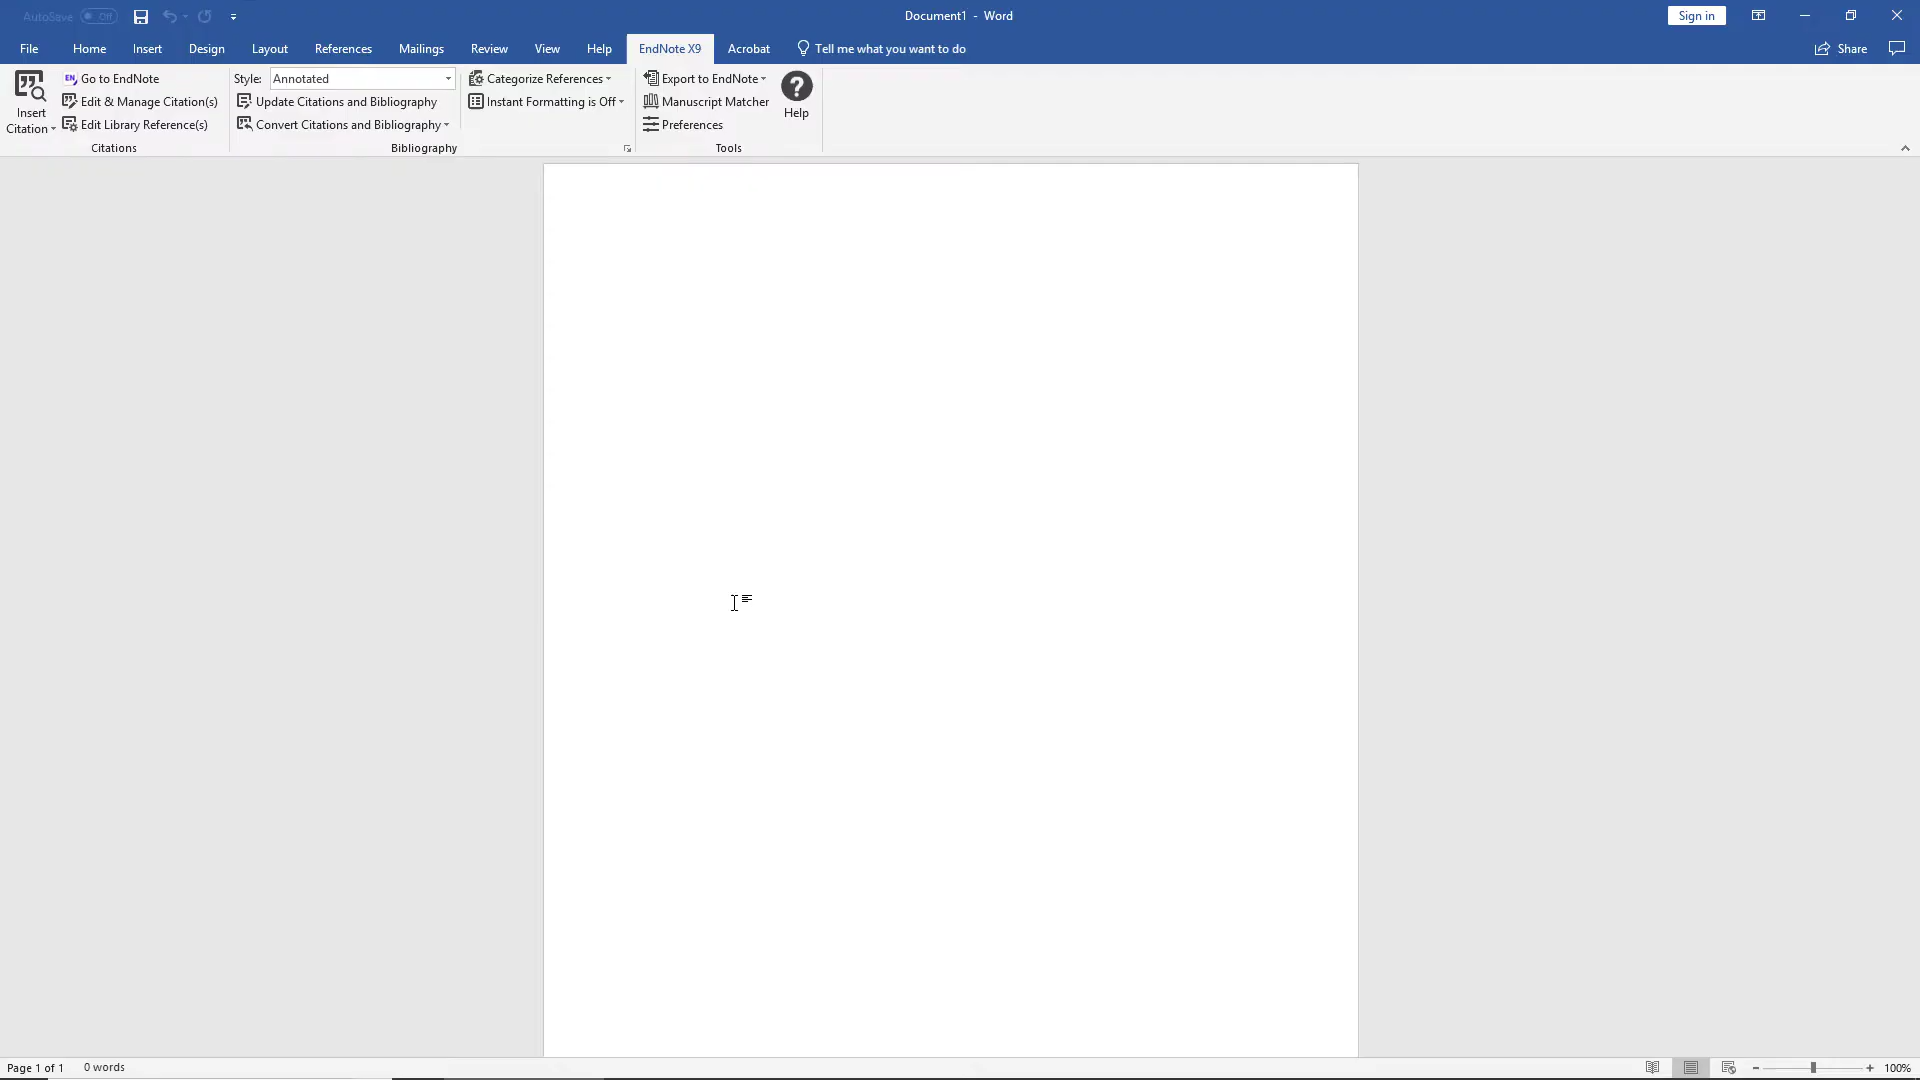 AutoSave Off
Document1 - Word
Sign in
File Home Insert Design Layout References Mailings Review View Help EndNote X9 Acrobat Tell me what you want to do Share
Insert Citation
EN Go to EndNote
Edit & Manage Citation(s)
Edit Library Reference(s)
Citations
Style: Annotated
Update Citations and Bibliography
Convert Citations and Bibliography
Categorize References
Instant Formatting is Off
Bibliography
Export to EndNote
Manuscript Matcher
Preferences
Tools
? Help
Page 1 of 1 0 words
100%